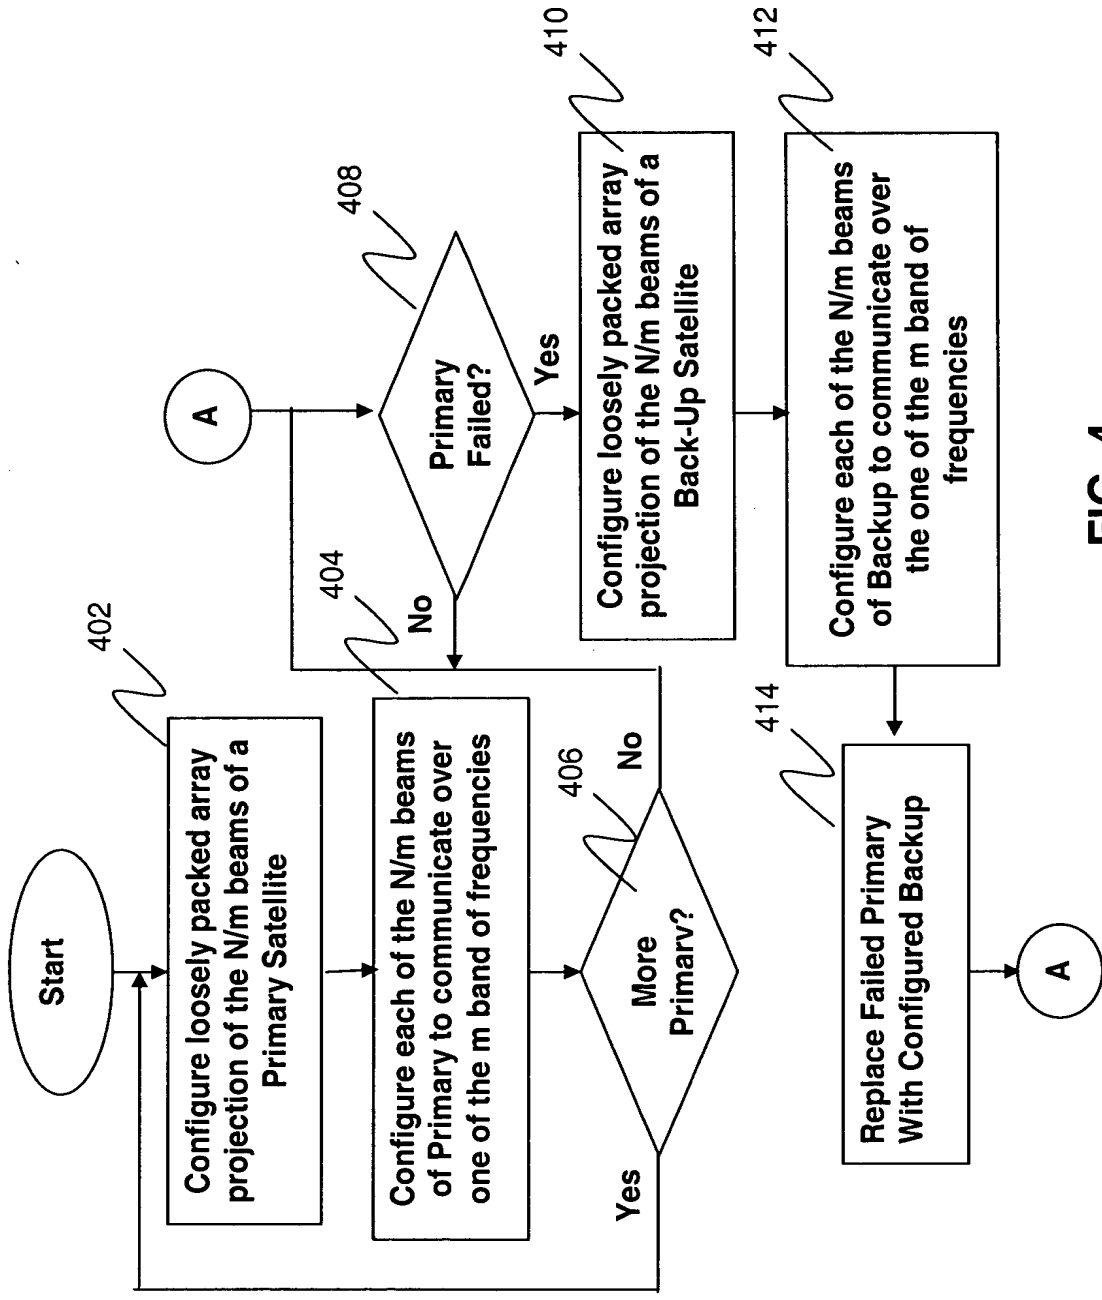 Start
402
Configure loosely packed array
projection of the N/m beams of a
Primary Satellite
404
Configure each of the N/m beams
of Primary to communicate over
one of the m band of frequencies
406
More
Primary?
Yes
No
A
408
Primary
Failed?
No
Yes
410
Configure loosely packed array
projection of the N/m beams of a
Back-Up Satellite
412
Configure each of the N/m beams
of Backup to communicate over
the one of the m band of
frequencies
414
Replace Failed Primary
With Configured Backup
A
FIG. 4